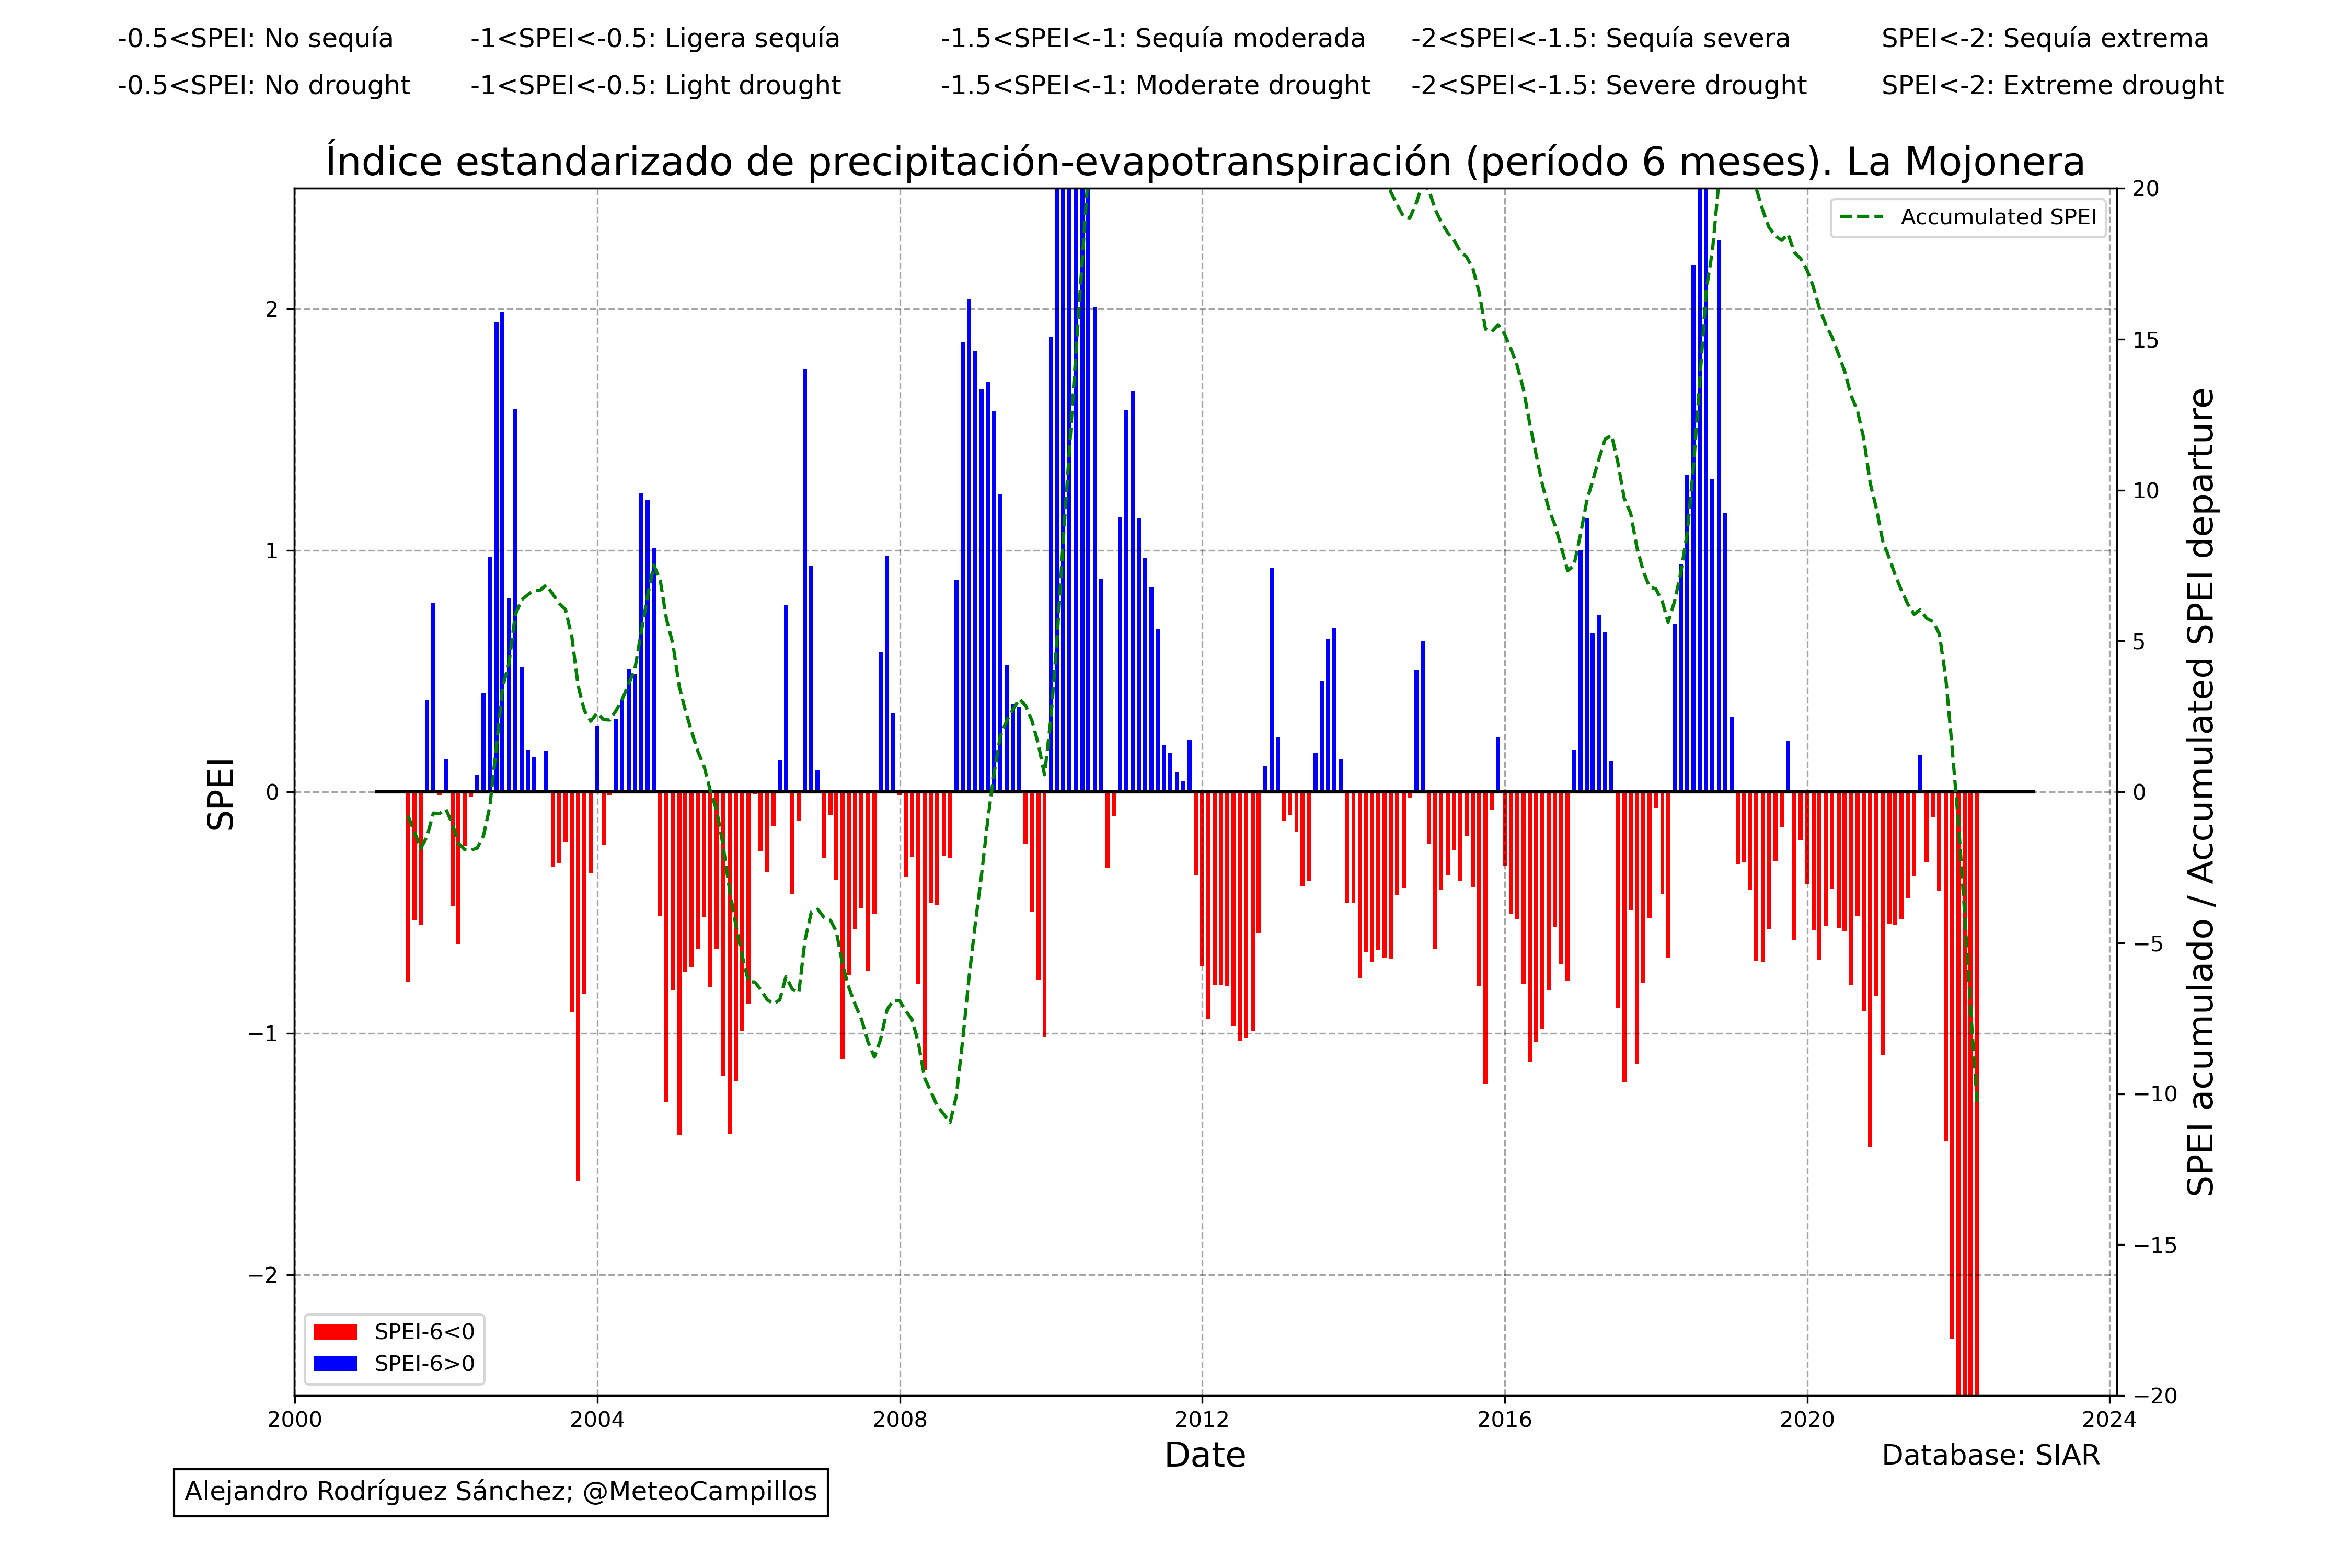 -0.5<SPEI: No sequía -1<SPEI<-0.5: Ligera sequía -1.5<SPEI<-1: Sequía moderada -2<SPEI<-1.5: Sequía severa SPEI<-2: Sequía extrema
-0.5<SPEI: No drought -1<SPEI<-0.5: Light drought -1.5<SPEI<-1: Moderate drought -2<SPEI<-1.5: Severe drought SPEI<-2: Extreme drought
Índice estandarizado de precipitación-evapotranspiración (período 6 meses). La Mojonera
Accumulated SPEI
SPEI
2
1
0
−1
−2
20
15
10
5
0
−5
−10
−15
−20
SPEI acumulado / Accumulated SPEI departure
SPEI-6<0
SPEI-6>0
2000 2004 2008 2012 2016 2020 2024
Date
Database: SIAR
Alejandro Rodríguez Sánchez; @MeteoCampillos